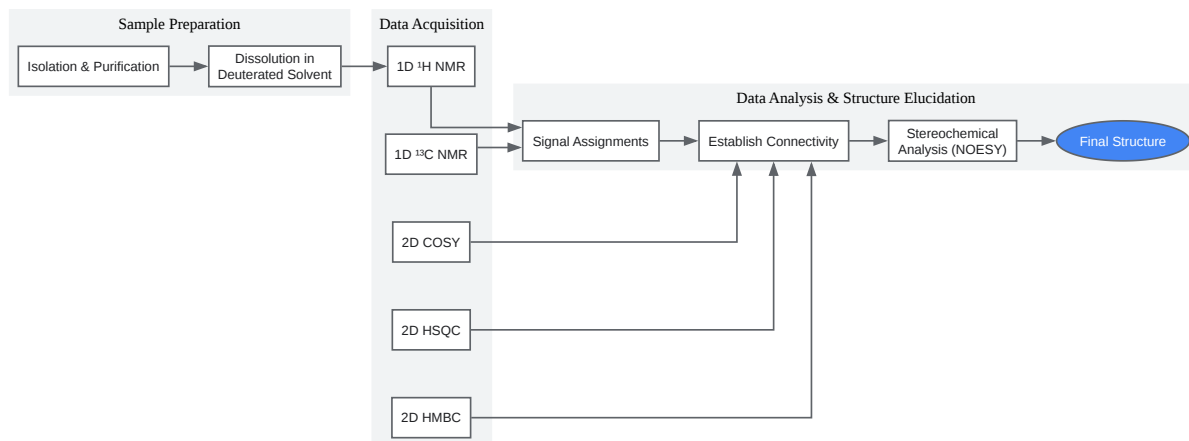 Sample Preparation
Isolation & Purification
Dissolution in
Deuterated Solvent
Data Acquisition
1D ¹H NMR
1D ¹³C NMR
2D COSY
2D HSQC
2D HMBC
Data Analysis & Structure Elucidation
Signal Assignments
Establish Connectivity
Stereochemical
Analysis (NOESY)
Final Structure